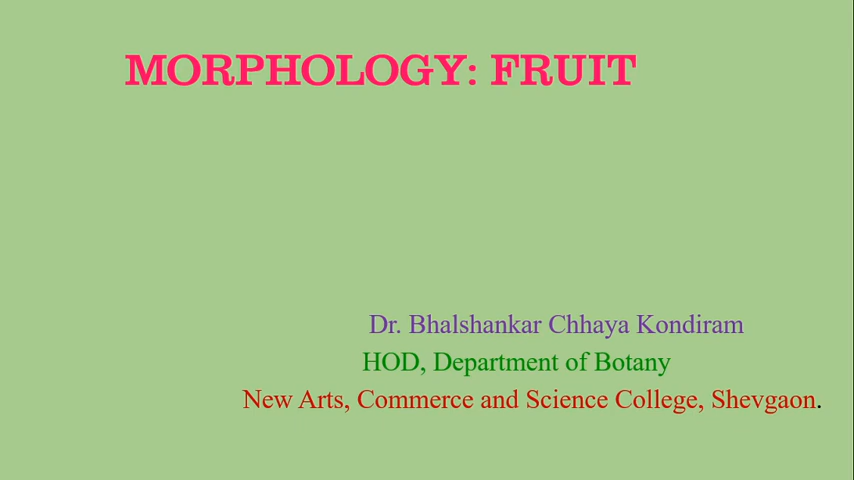 MORPHOLOGY: FRUIT
Dr. Bhalshankar Chhaya Kondiram
HOD, Department of Botany
New Arts, Commerce and Science College, Shevgaon.